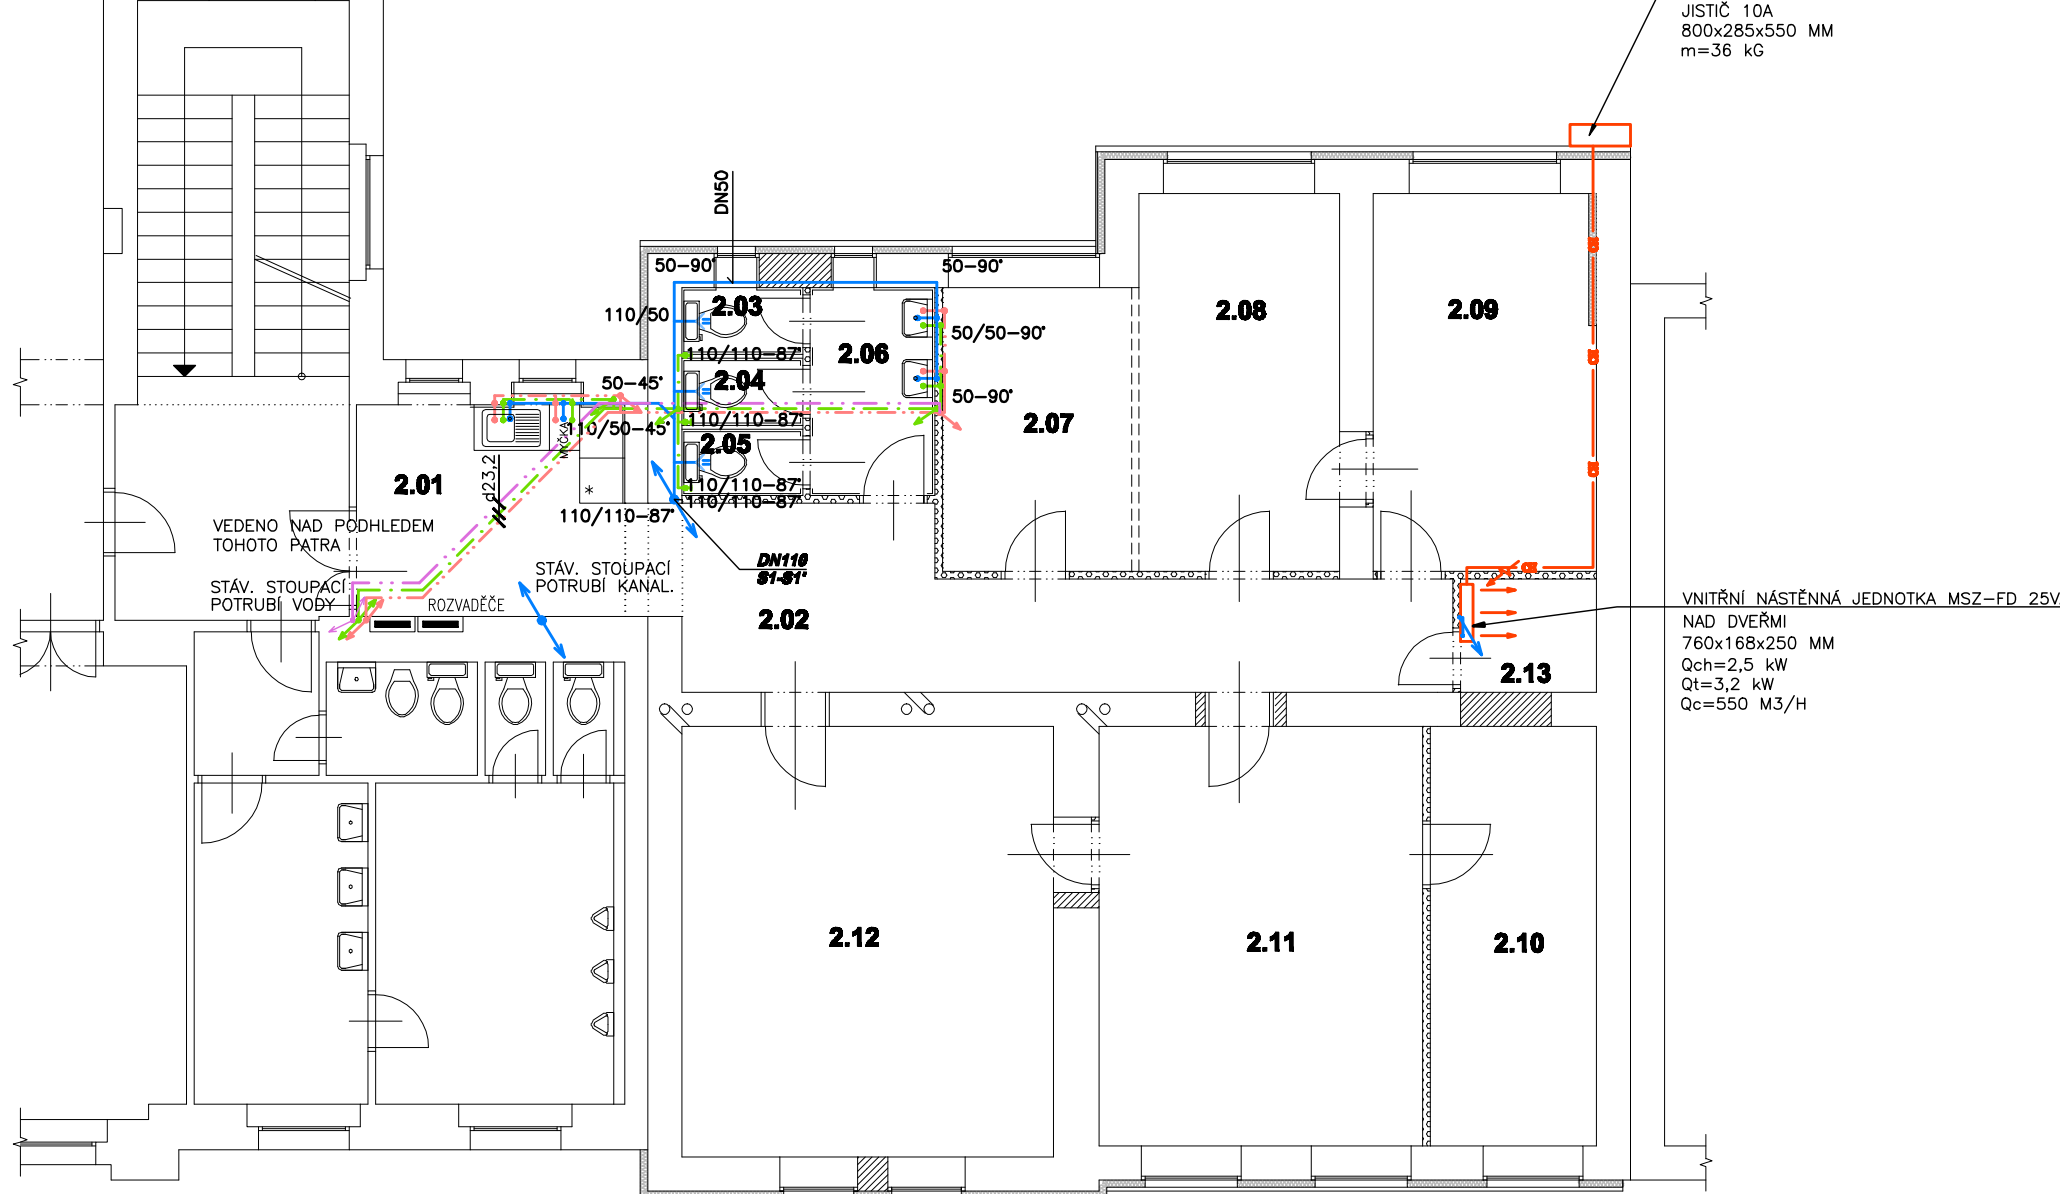 JISTIČ 10A
800x285x550 MM
m=36 kG
DN50
50-90°
50-90°
110/50
2.03
2.08
2.09
50/50-90°
110/110-87°
2.06
50-45°
2.04
50-90°
110/50-45°
110/110-87°
2.07
MYČKA
2.05
2.01
d23,2
*
110/110-87°
110/110-87°
110/110-87°
VEDENO NAD PODHLEDEM
TOHOTO PATRA
DN110
S1-S1'
STÁV. STOUPACÍ
POTRUBÍ KANAL.
STÁV. STOUPACÍ
POTRUBÍ VODY
ROZVADĚČE
2.02
VNITŘNÍ NÁSTĚNNÁ JEDNOTKA MSZ-FD 25V
NAD DVEŘMI
760x168x250 MM
Qch=2,5 kW
Qt=3,2 kW
Qc=550 M3/H
2.13
2.12
2.11
2.10